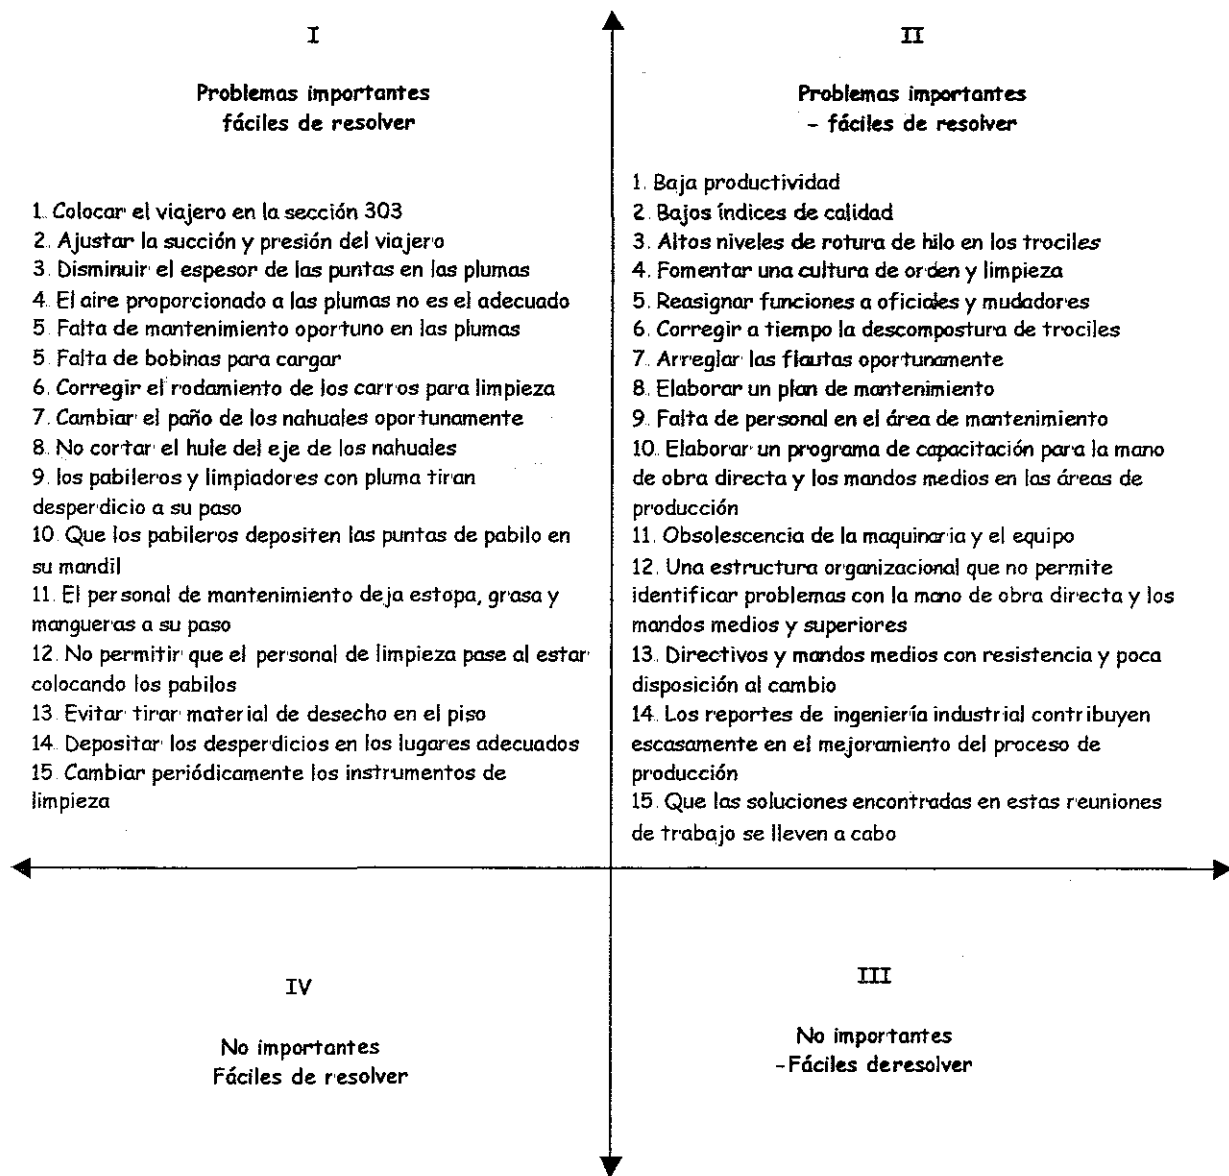 I
Problemas importantes
fáciles de resolver
1. Colocar el viajero en la sección 303
2. Ajustar la succión y presión del viajero
3. Disminuir el espesor de las puntas en las plumas
4. El aire proporcionado a las plumas no es el adecuado
5. Falta de mantenimiento oportuno en las plumas
5. Falta de bobinas para cargar
6. Corregir el rodamiento de los carros para limpieza
7. Cambiar el paño de los nahuales oportunamente
8. No cortar el hule del eje de los nahuales
9. los pabileros y limpiadores con pluma tiran
desperdicio a su paso
10. Que los pabileros depositen las puntas de pabilo en
su mandil
11. El personal de mantenimiento deja estopa, grasa y
mangueras a su paso
12. No permitir que el personal de limpieza pase al estar
colocando los pabilos
13. Evitar tirar material de desecho en el piso
14. Depositar los desperdicios en los lugares adecuados
15. Cambiar periódicamente los instrumentos de
limpieza
II
Problemas importantes
- fáciles de resolver
1. Baja productividad
2. Bajos índices de calidad
3. Altos niveles de rotura de hilo en los trociles
4. Fomentar una cultura de orden y limpieza
5. Reasignar funciones a oficiales y mudadores
6. Corregir a tiempo la descompostura de trociles
7. Arreglar las flautas oportunamente
8. Elaborar un plan de mantenimiento
9. Falta de personal en el área de mantenimiento
10. Elaborar un programa de capacitación para la mano
de obra directa y los mandos medios en las áreas de
producción
11. Obsolescencia de la maquinaria y el equipo
12. Una estructura organizacional que no permite
identificar problemas con la mano de obra directa y los
mandos medios y superiores
13. Directivos y mandos medios con resistencia y poca
disposición al cambio
14. Los reportes de ingeniería industrial contribuyen
escasamente en el mejoramiento del proceso de
producción
15. Que las soluciones encontradas en estas reuniones
de trabajo se lleven a cabo
IV
No importantes
Fáciles de resolver
III
No importantes
-Fáciles deresolver